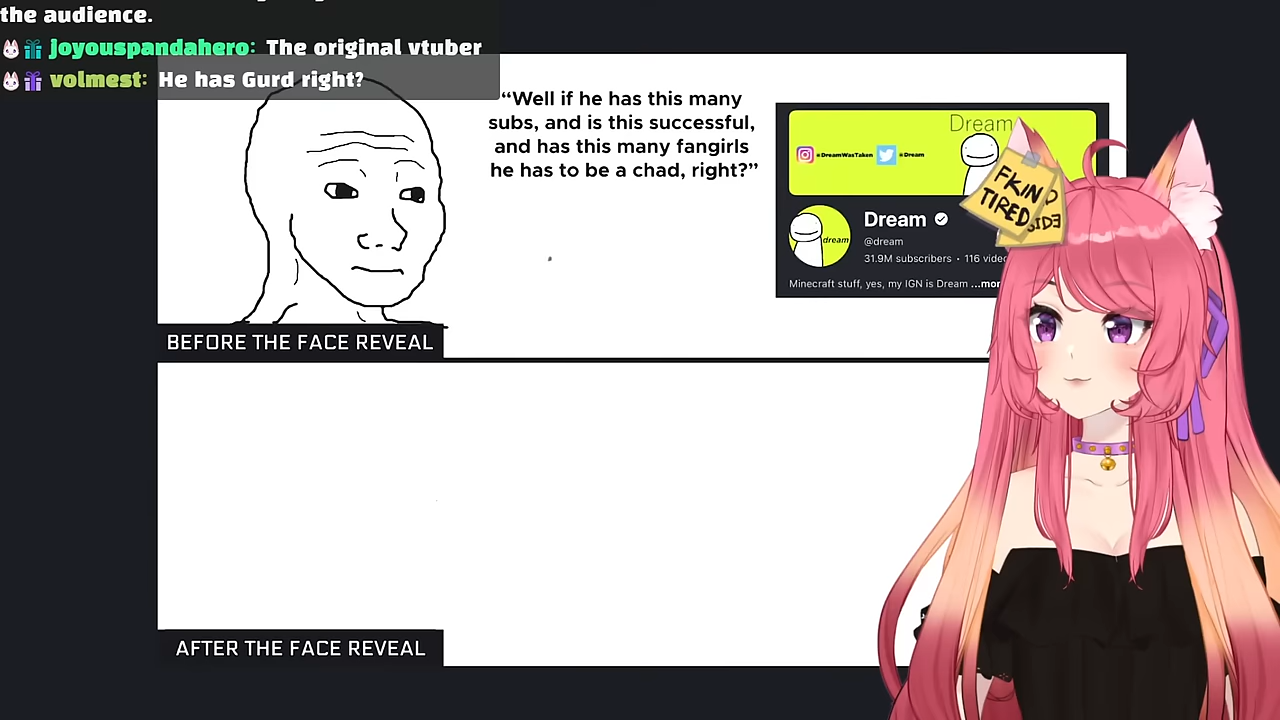 the audience.
joyouspandahero: The original vtuber
volmest: He has Gurd right?
“Well if he has this many
subs, and is this successful,
and has this many fangirls
he has to be a chad, right?”
Dream
@DreamWasTaken
@Dream
dream
Dream
@dream
31.9M subscribers • 116
Minecraft stuff, yes, my IGN is Dream
FKIN
TIRED
BEFORE THE FACE REVEAL
AFTER THE FACE REVEAL